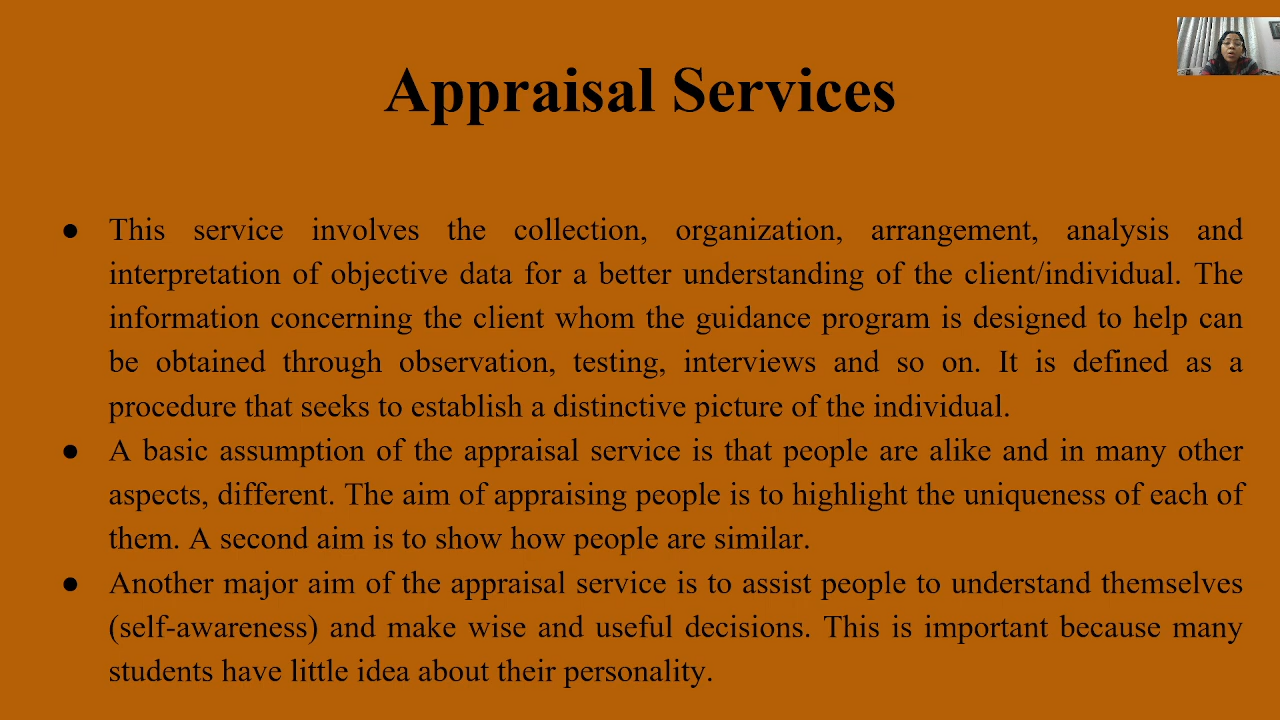 Appraisal Services
● This service involves the collection, organization, arrangement, analysis and
interpretation of objective data for a better understanding of the client/individual. The
information concerning the client whom the guidance program is designed to help can
be obtained through observation, testing, interviews and so on. It is defined as a
procedure that seeks to establish a distinctive picture of the individual.
● A basic assumption of the appraisal service is that people are alike and in many other
aspects, different. The aim of appraising people is to highlight the uniqueness of each of
them. A second aim is to show how people are similar.
● Another major aim of the appraisal service is to assist people to understand themselves
(self-awareness) and make wise and useful decisions. This is important because many
students have little idea about their personality.